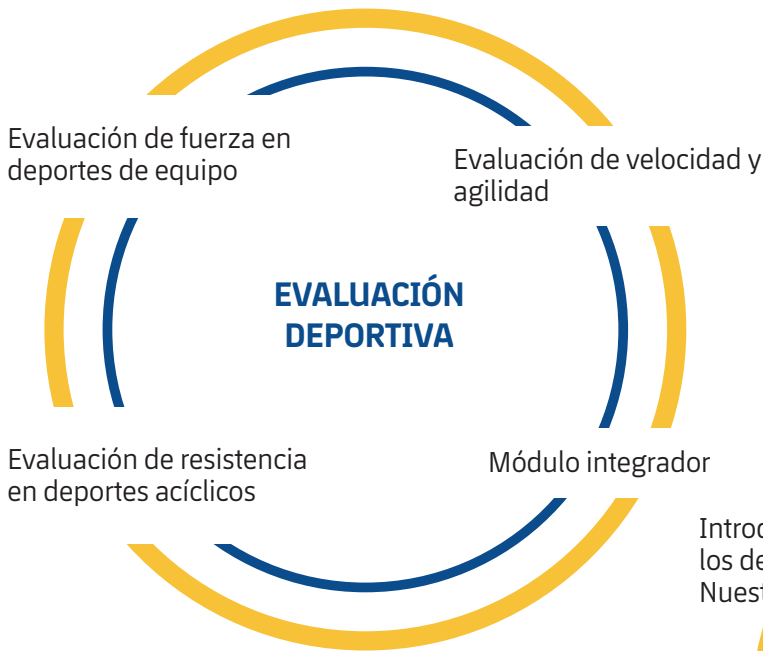 Evaluación de fuerza en
deportes de equipo
Evaluación de velocidad y
agilidad
EVALUACIÓN
DEPORTIVA
Evaluación de resistencia
en deportes acíclicos
Módulo integrador
los